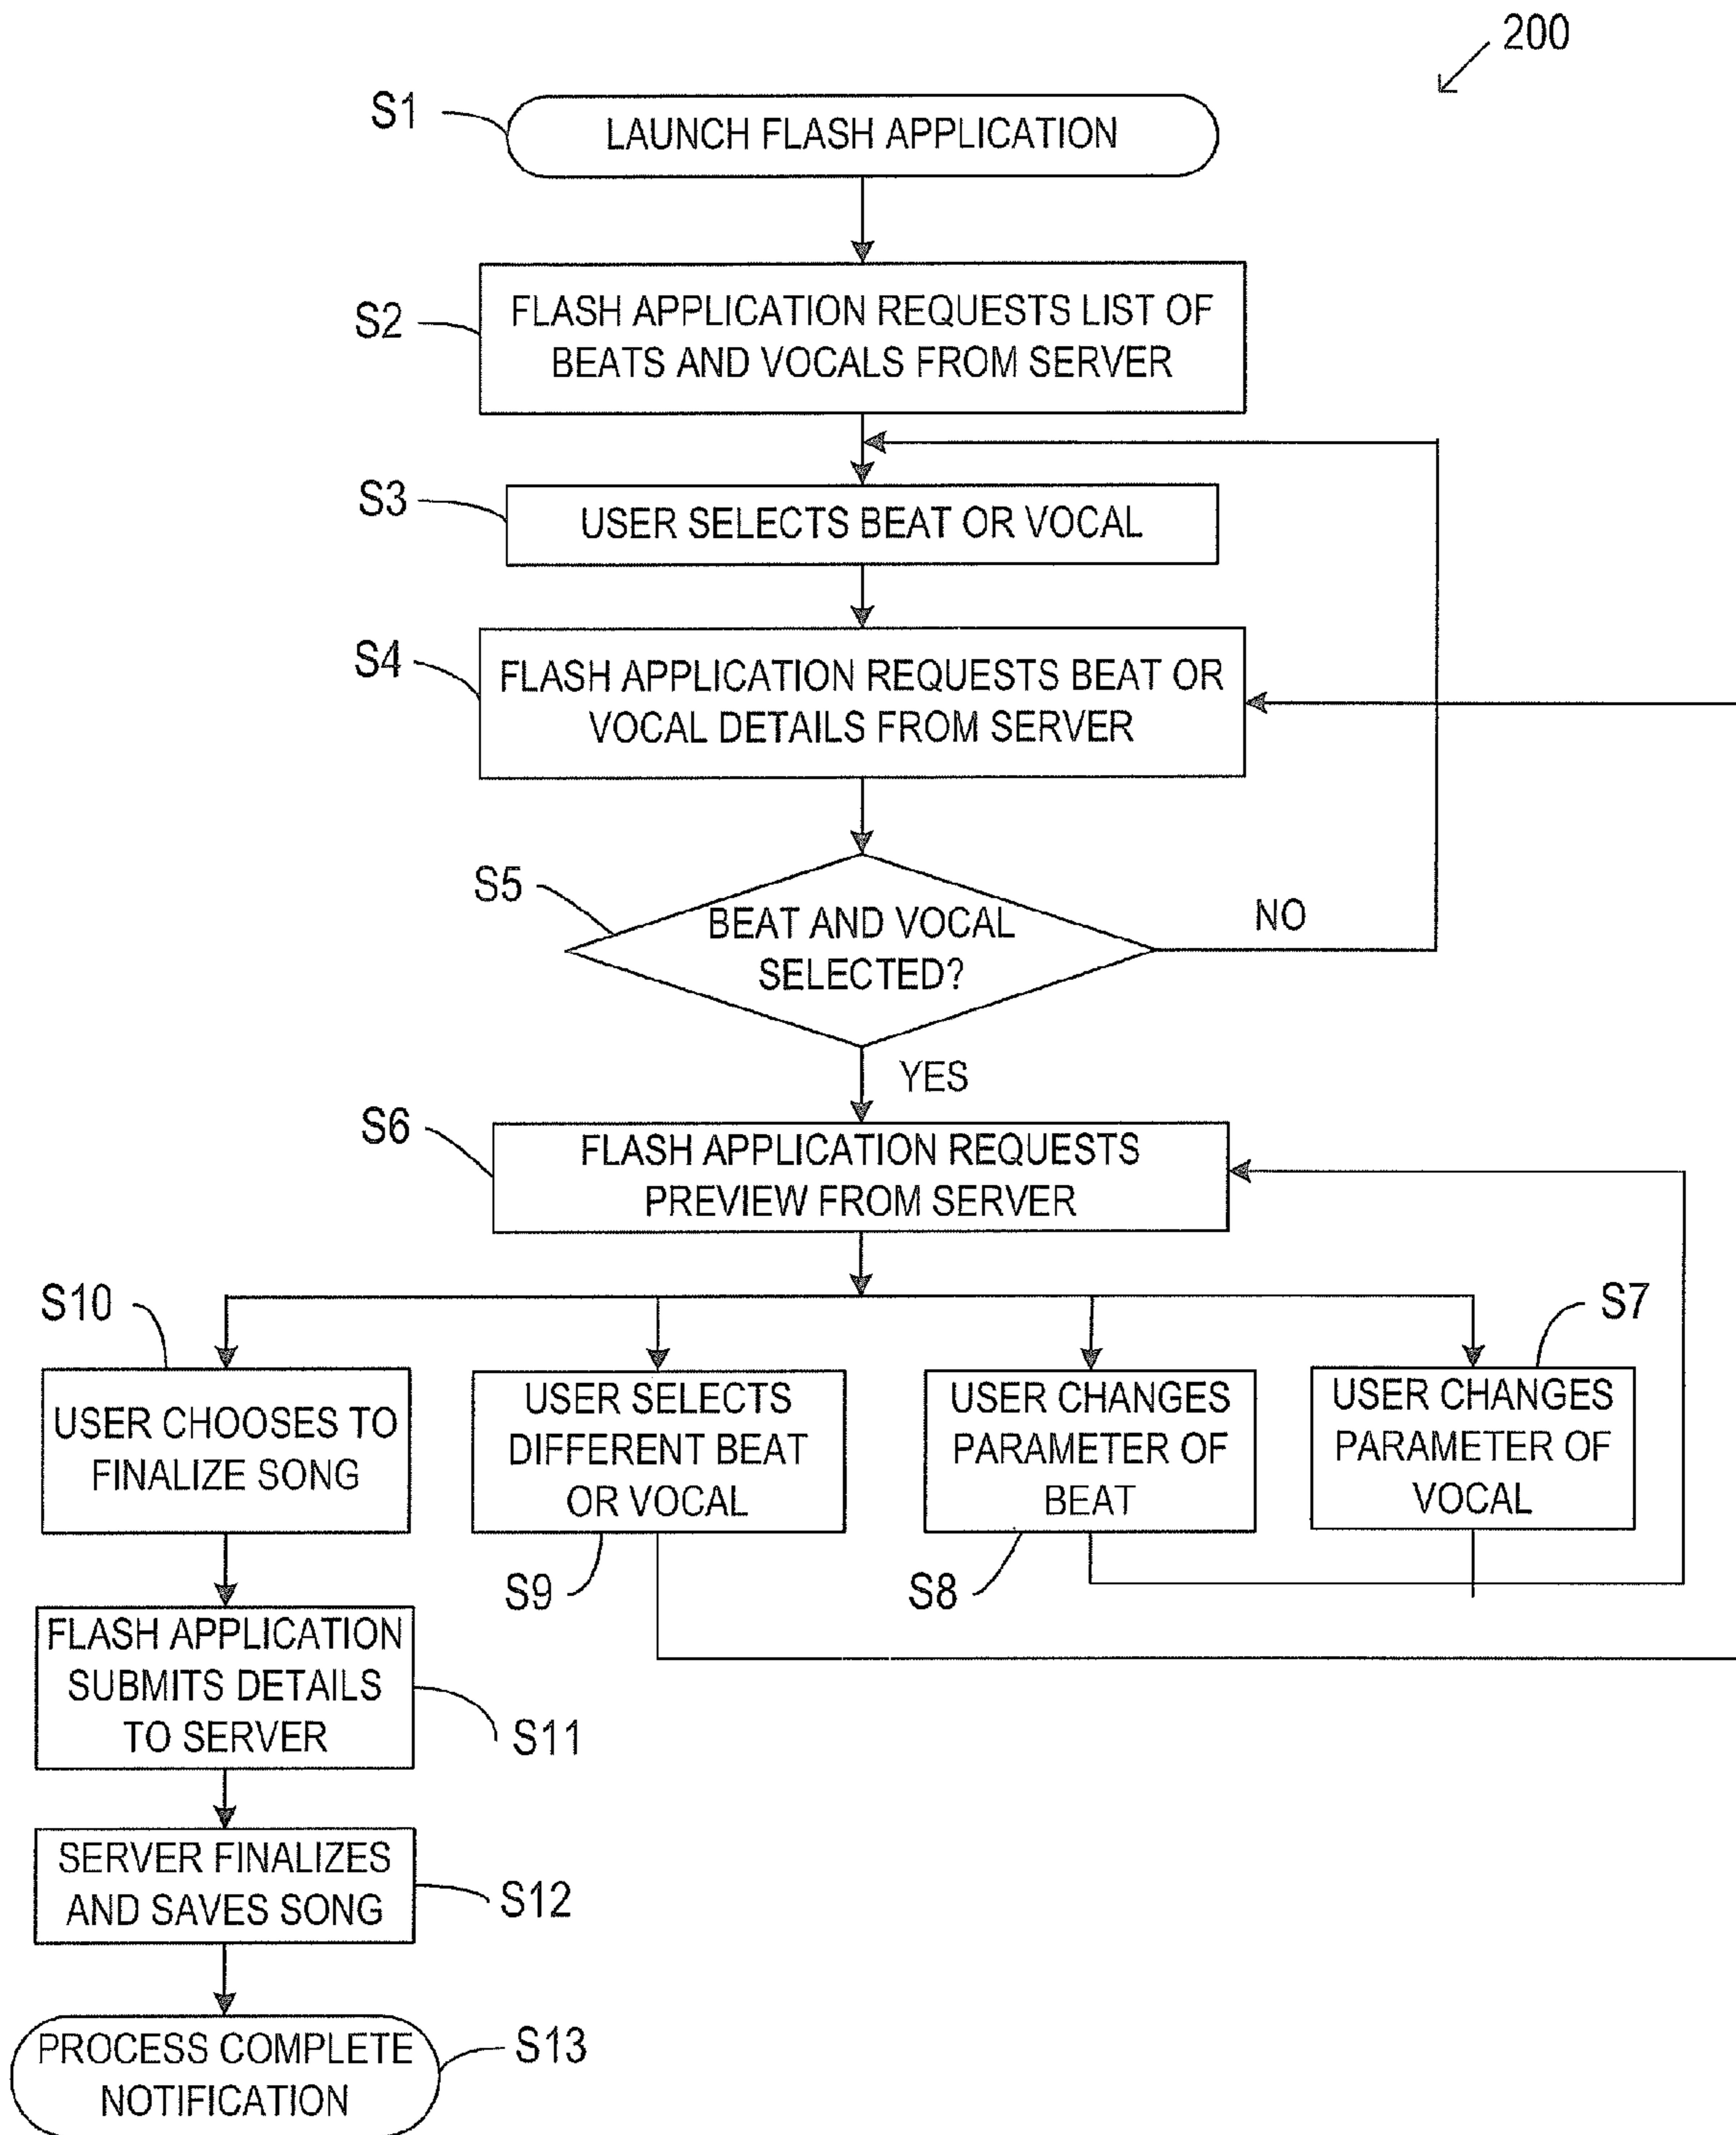 200
S1
LAUNCH FLASH APPLICATION
S2
FLASH APPLICATION REQUESTS LIST OF
BEATS AND VOCALS FROM SERVER
S3
USER SELECTS BEAT OR VOCAL
S4
FLASH APPLICATION REQUESTS BEAT OR
VOCAL DETAILS FROM SERVER
S5
BEAT AND VOCAL
SELECTED?
NO
YES
S6
FLASH APPLICATION REQUESTS
PREVIEW FROM SERVER
S10
USER CHOOSES TO
FINALIZE SONG
USER SELECTS
DIFFERENT BEAT
OR VOCAL
S9
USER CHANGES
PARAMETER OF
BEAT
S8
S7
USER CHANGES
PARAMETER OF
VOCAL
FLASH APPLICATION
SUBMITS DETAILS
TO SERVER
S11
SERVER FINALIZES
AND SAVES SONG
S12
PROCESS COMPLETE
NOTIFICATION
S13